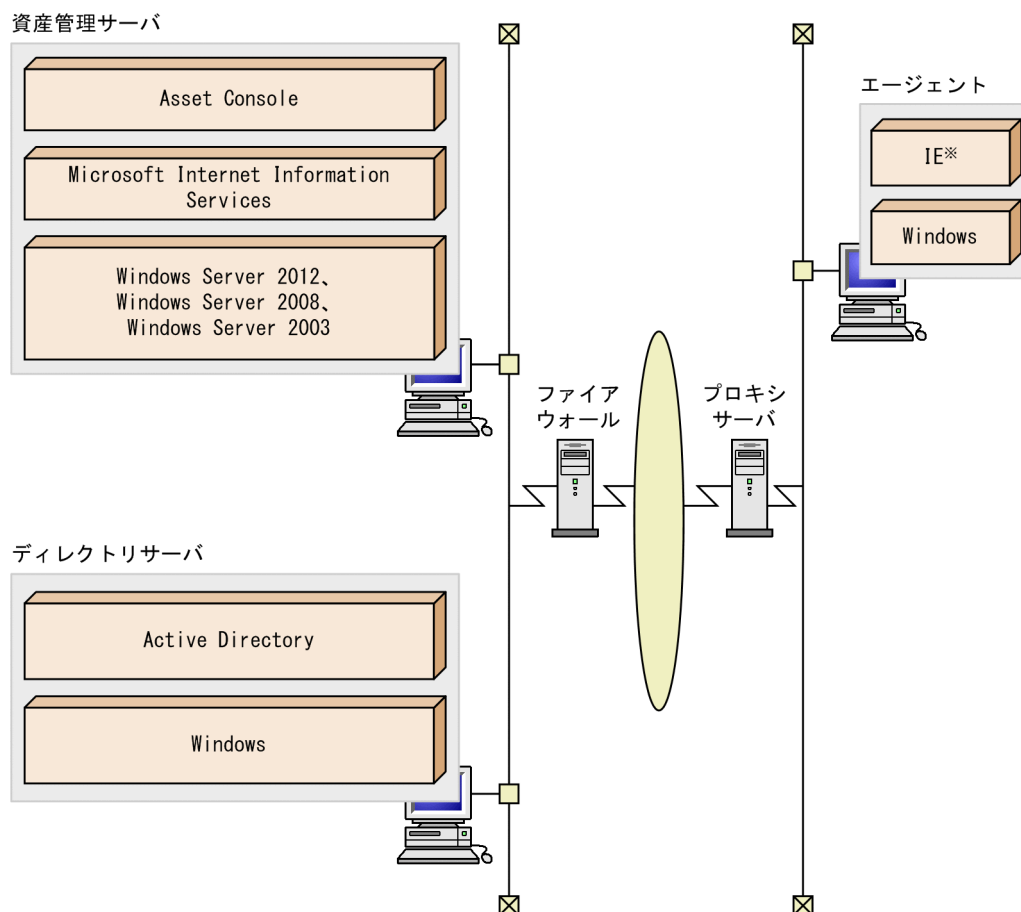 資産管理サーバ
Asset Console
Microsoft Internet Information
Services
Windows Server 2012、
Windows Server 2008、
Windows Server 2003
エージェント
IE※
Windows
ファイア
ウォール
プロキシ
サーバ
ディレクトリサーバ
Active Directory
Windows